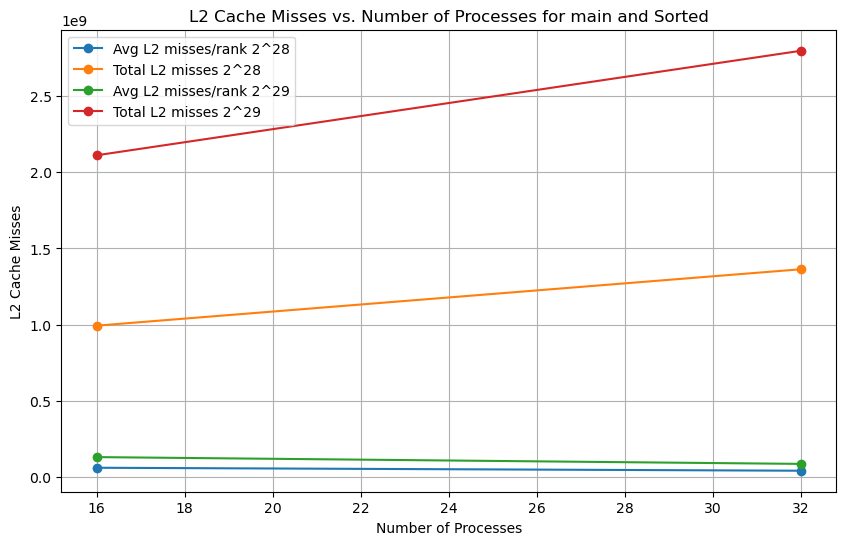 L2 Cache Misses vs. Number of Processes for main and Sorted
1e9
Avg L2 misses/rank 2^28
Total L2 misses 2^28
Avg L2 misses/rank 2^29
Total L2 misses 2^29
2.5
2.0
1.5
1.0
0.5
0.0
L2 Cache Misses
16 18 20 22 24 26 28 30 32
Number of Processes